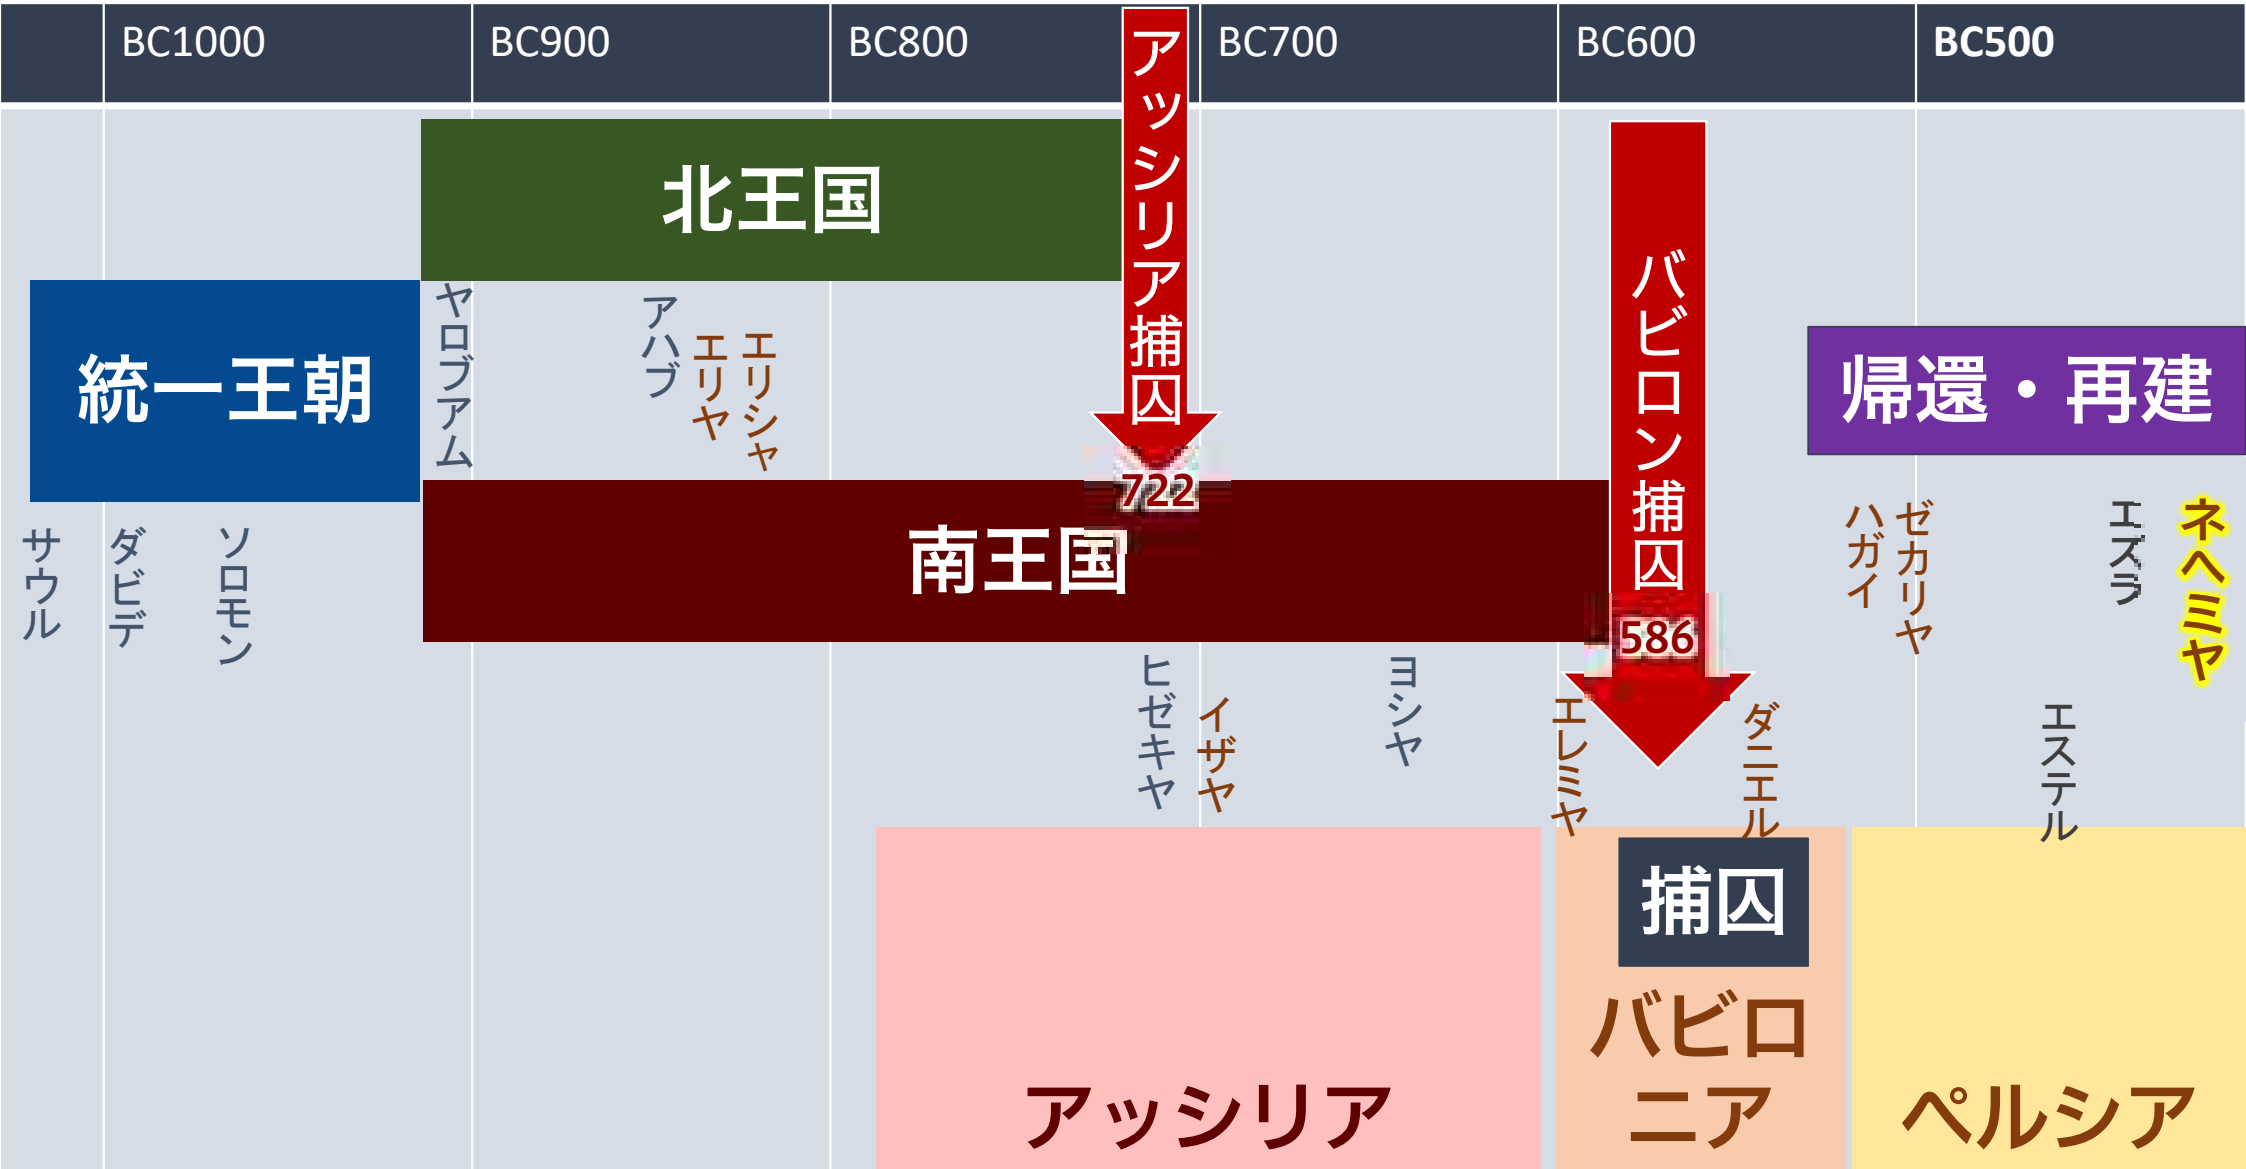 BC1000
BC900
BC800
BC700
BC600
BC500
アッシリア捕囚
722
北王国
統一王朝
ヤロブアム
アハブ
エリヤ
エリシャ
バビロン捕囚
586
帰還・再建
南王国
サウル
ダビデ
ソロモン
ヒゼキヤ
イザヤ
ヨシヤ
エレミヤ
ダニエル
ハガイ
ゼカリヤ
エステル
エズラ
ネヘミヤ
捕囚
アッシリア
バビロ
ニア
ペルシア